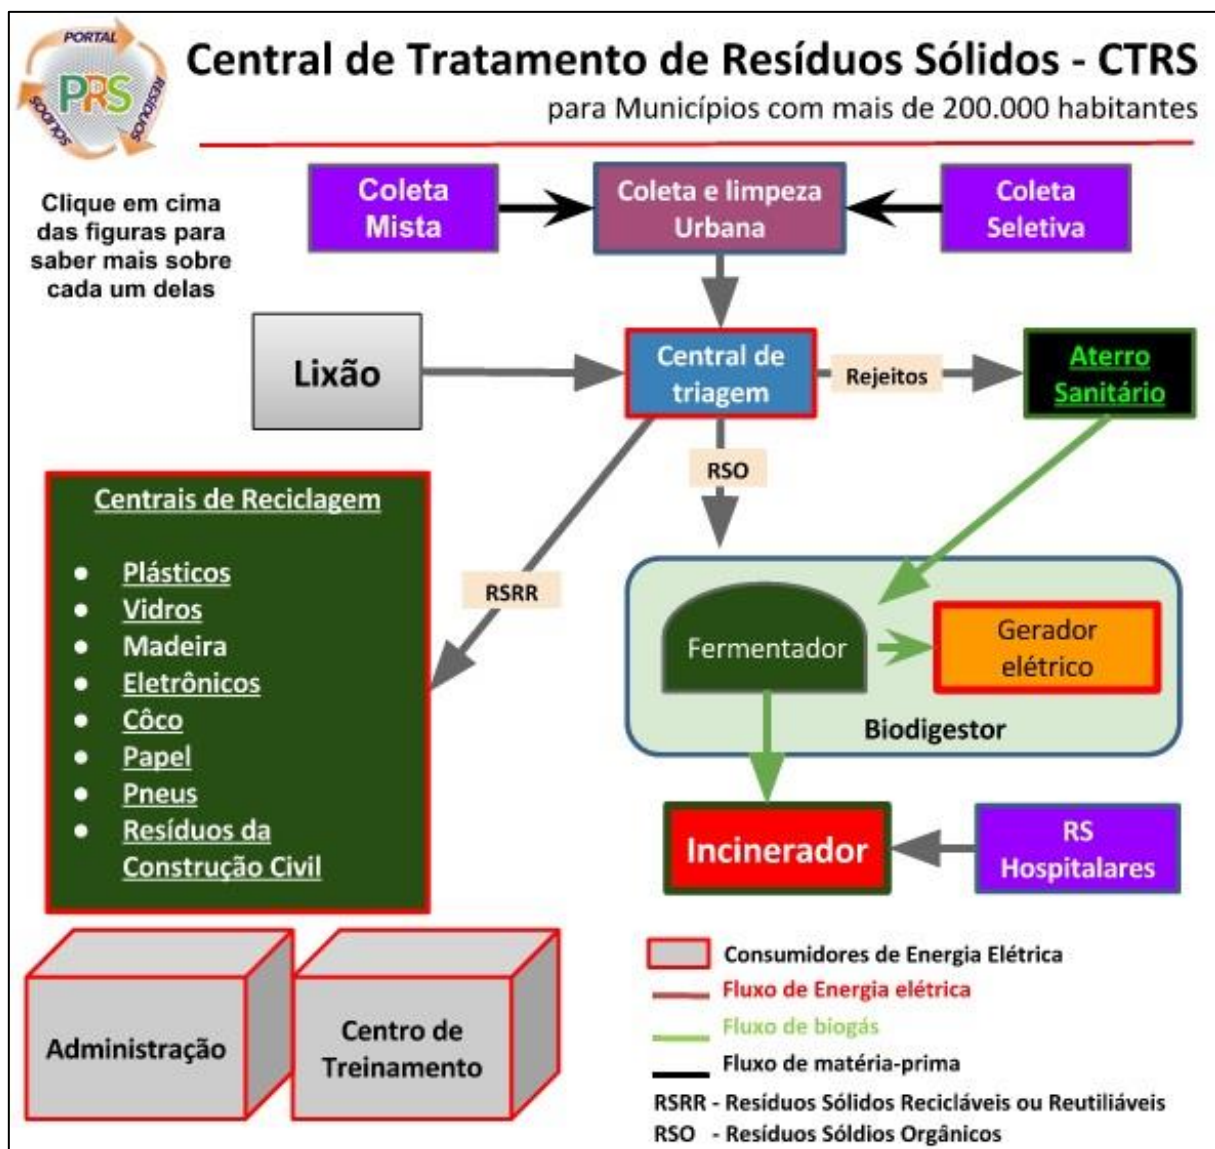 PORTAL
PRS
RESÍDUOS
SÓLIDOS
Central de Tratamento de Resíduos Sólidos - CTRS
para Municípios com mais de 200.000 habitantes
Clique em cima
das figuras para
saber mais sobre
cada um delas
Coleta
Mista
Coleta e limpeza
Urbana
Coleta
Seletiva
Lixão
Central de
triagem
Rejeitos
Aterro
Sanitário
RSO
RSRR
Centrais de Reciclagem
● Plásticos
● Vidros
● Madeira
● Eletrônicos
● Côco
● Papel
● Pneus
● Resíduos da
Construção Civil
Fermentador
Gerador
elétrico
Biodigestor
Incinerador
RS
Hospitalares
Administração
Centro de
Treinamento
Consumidores de Energia Elétrica
Fluxo de Energia elétrica
Fluxo de biogás
Fluxo de matéria-prima
RSRR - Resíduos Sólidos Recicláveis ou Reutiliáveis
RSO - Resíduos Sóldios Orgânicos